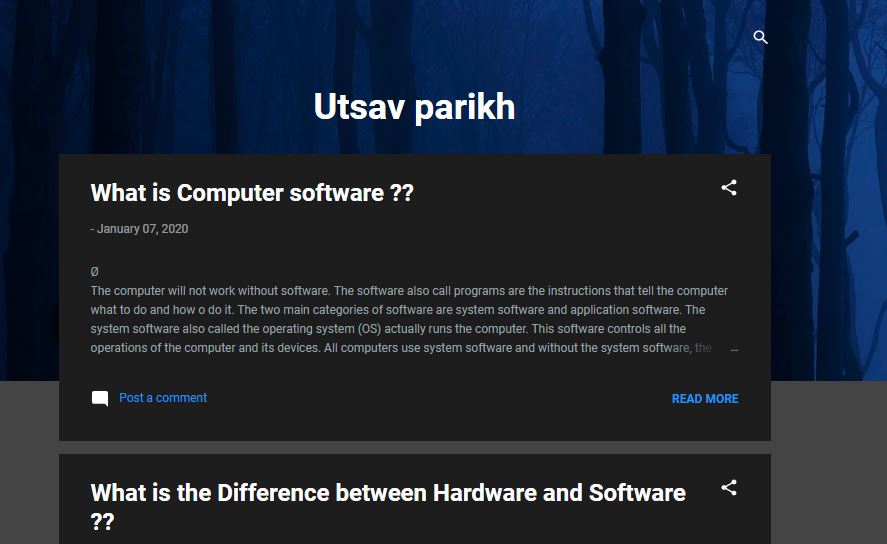 Utsav parikh
What is Computer software ??
- January 07, 2020
Ø
The computer will not work without software. The software also call programs are the instructions that tell the computer
what to do and how o do it. The two main categories of software are system software and application software. The
system software also called the operating system (OS) actually runs the computer. This software controls all the
operations of the computer and its devices. All computers use system software and without the system software, the ...
Post a comment
READ MORE
What is the Difference between Hardware and Software
??